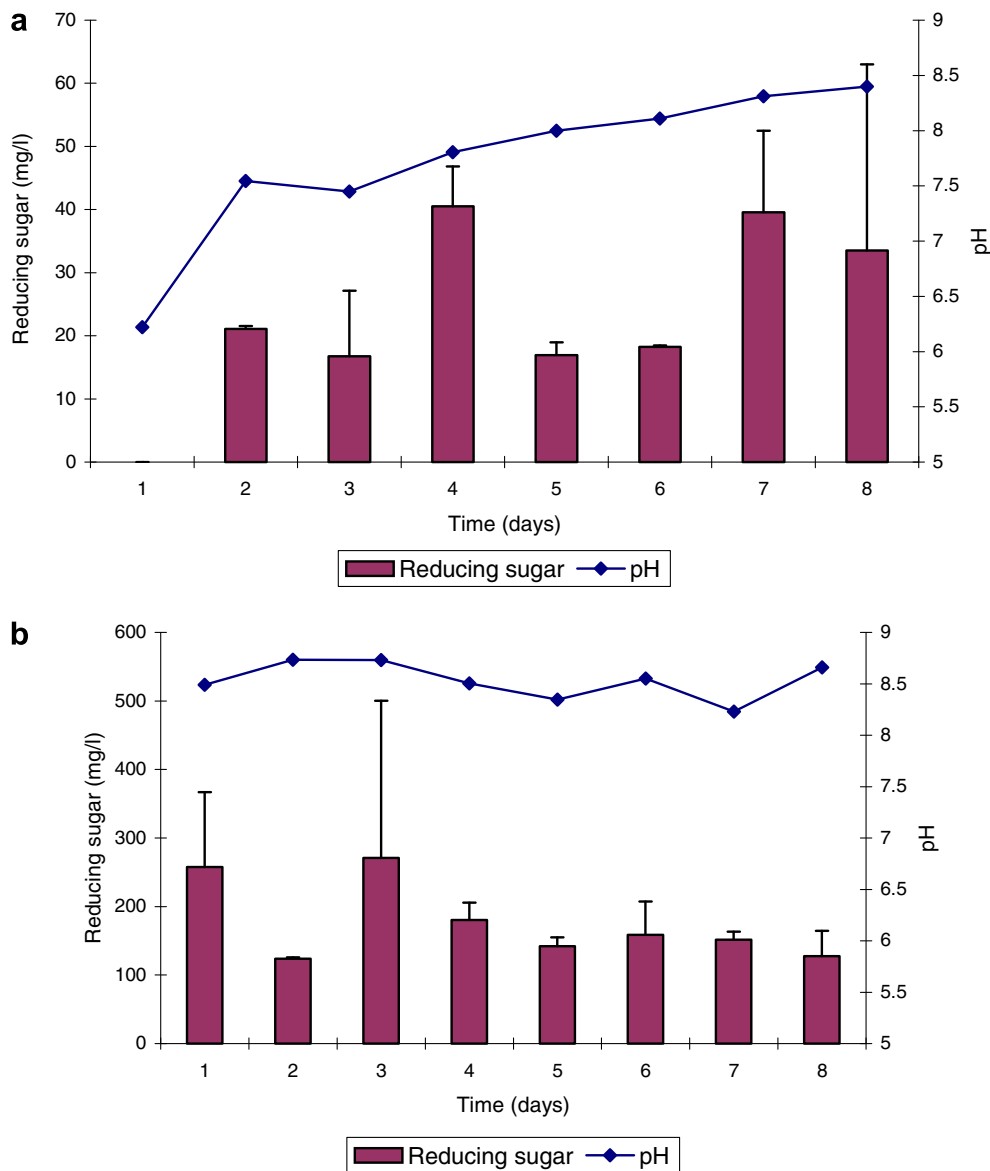 a
70
60
50
40
30
20
10
0
Reducing sugar (mg/l)
9
8.5
8
7.5
7
6.5
6
5.5
5
pH
1 2 3 4 5 6 7 8
Time (days)
Reducing sugar pH
b
600
500
400
300
200
100
0
Reducing sugar (mg/l)
9
8.5
8
7.5
7
6.5
6
5.5
5
pH
1 2 3 4 5 6 7 8
Time (days)
Reducing sugar pH